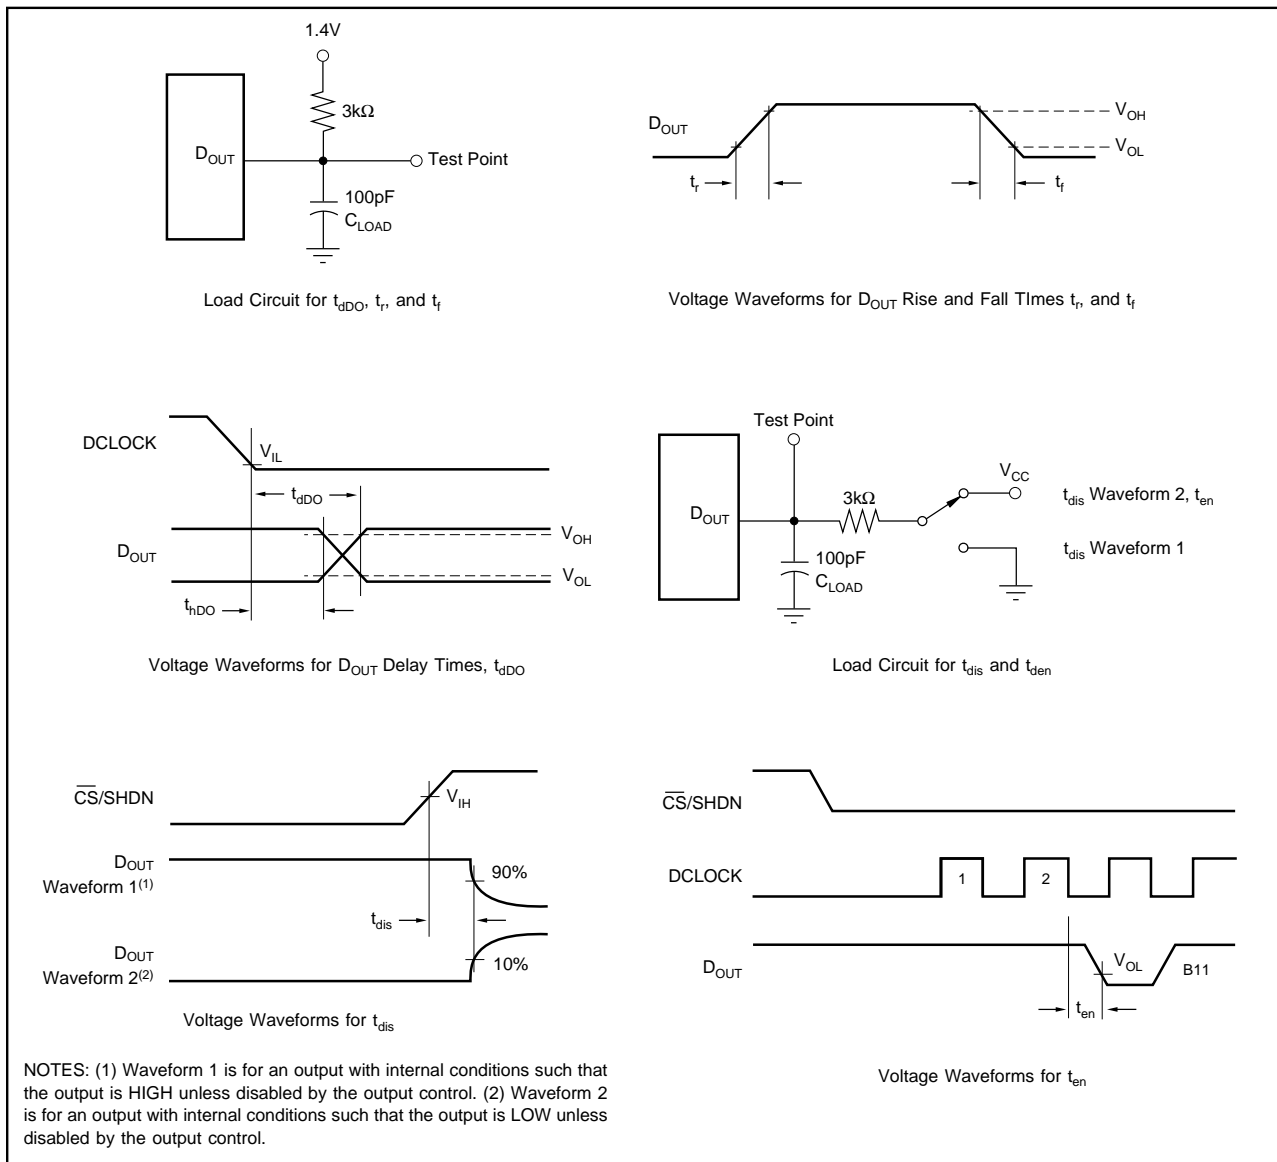 1.4V
3kΩ
D_OUT
Test Point
100pF
C_LOAD
Load Circuit for t_dDO, t_r, and t_f
D_OUT
V_OH
V_OL
t_r
t_f
Voltage Waveforms for D_OUT Rise and Fall TImes t_r, and t_f
DCLOCK
V_IL
t_dDO
D_OUT
V_OH
V_OL
t_hDO
Voltage Waveforms for D_OUT Delay Times, t_dDO
Test Point
V_CC
3kΩ
D_OUT
t_dis Waveform 2, t_en
t_dis Waveform 1
100pF
C_LOAD
Load Circuit for t_dis and t_den
C̅S̅/SHDN
V_IH
D_OUT
Waveform 1(1)
90%
t_dis
D_OUT
Waveform 2(2)
10%
Voltage Waveforms for t_dis
C̅S̅/SHDN
DCLOCK
1
2
D_OUT
V_OL
B11
t_en
Voltage Waveforms for t_en
NOTES: (1) Waveform 1 is for an output with internal conditions such that
the output is HIGH unless disabled by the output control. (2) Waveform 2
is for an output with internal conditions such that the output is LOW unless
disabled by the output control.